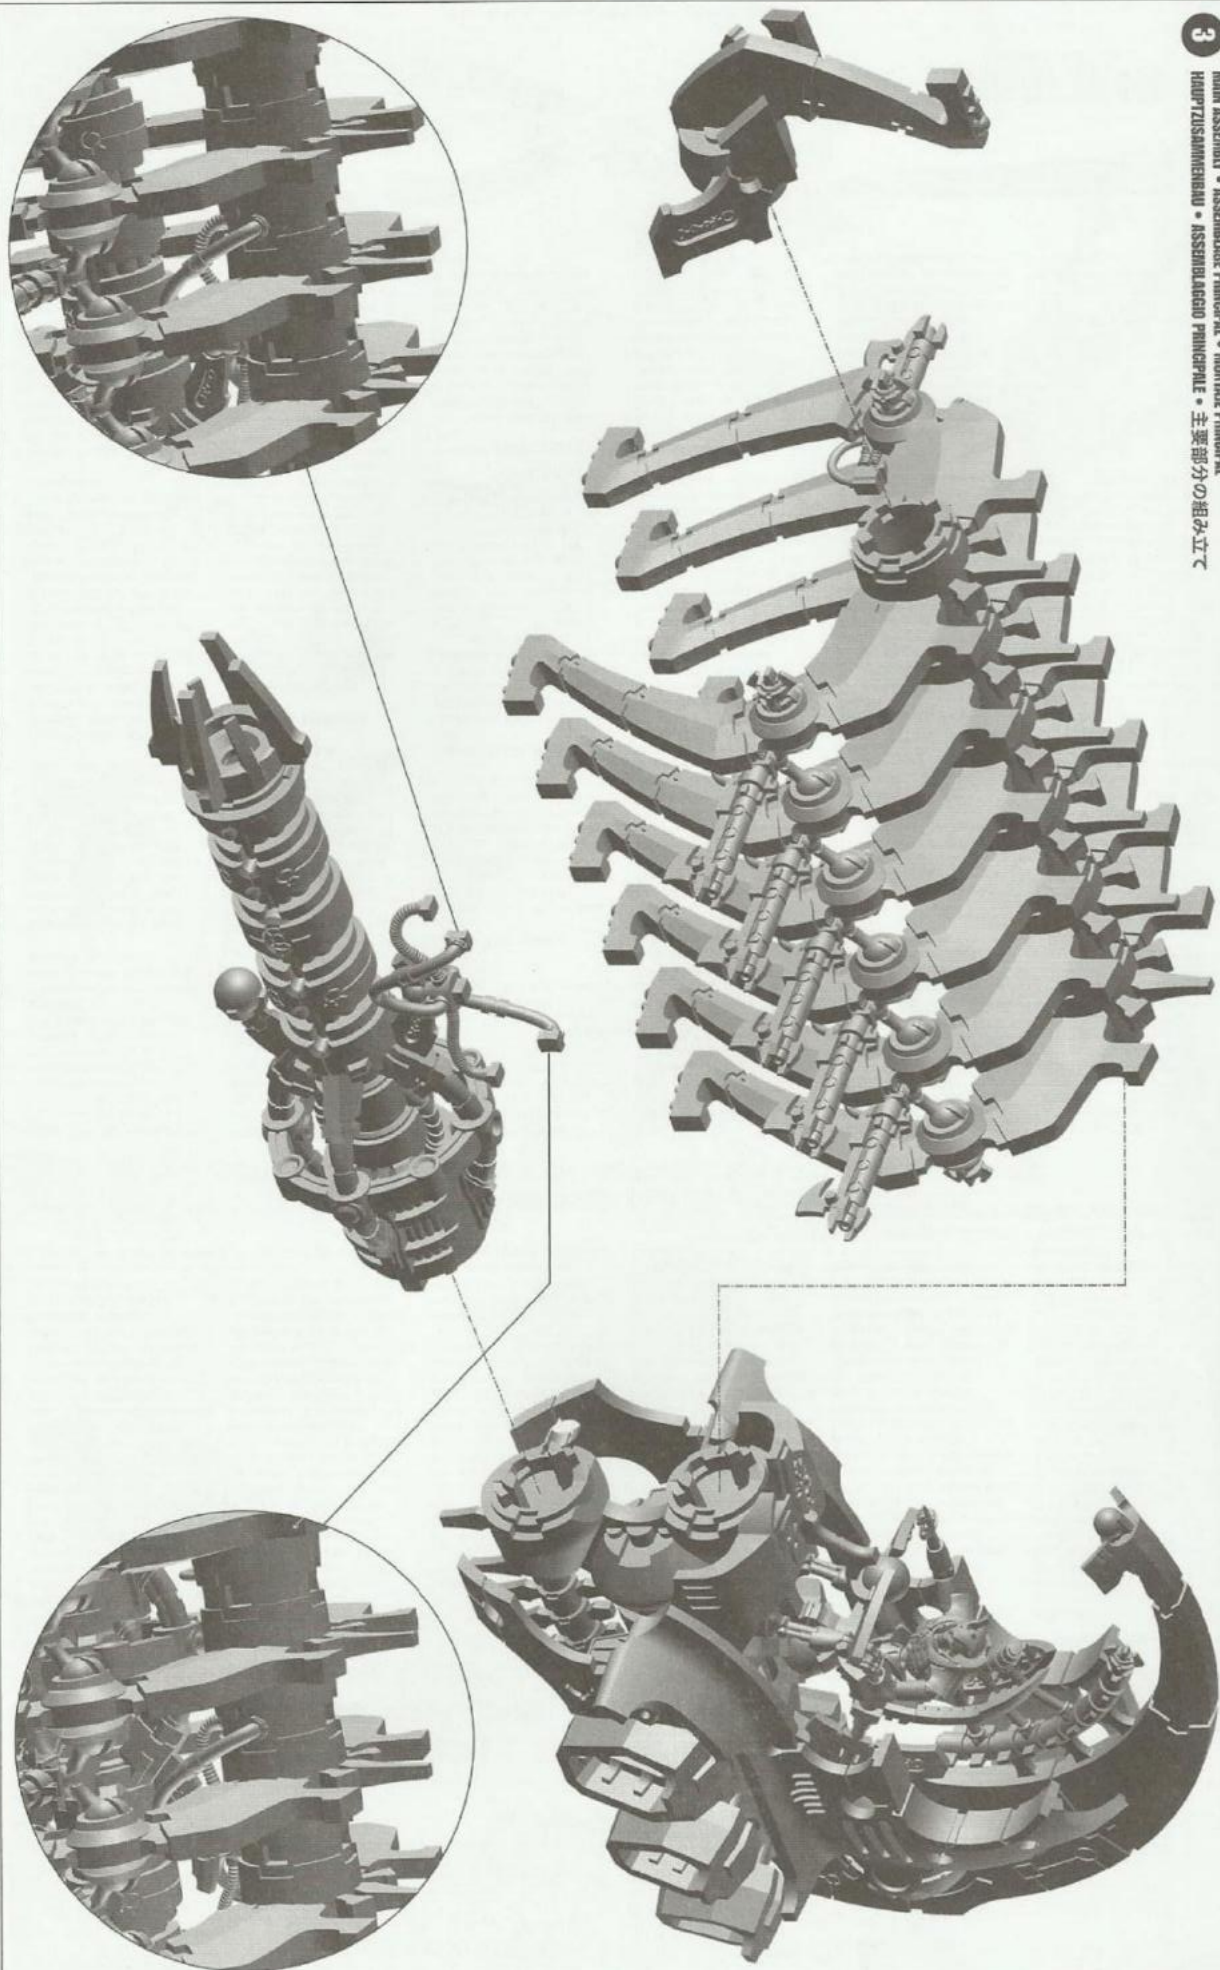 3
MAIN ASSEMBLY • ASSEMBLAGE PRINCIPAL • MONTAJE PRINCIPAL
HAUPTZUSAMMENBAU • ASSEMBLAGGIO PRINCIPALE • 主要部分の組み立て